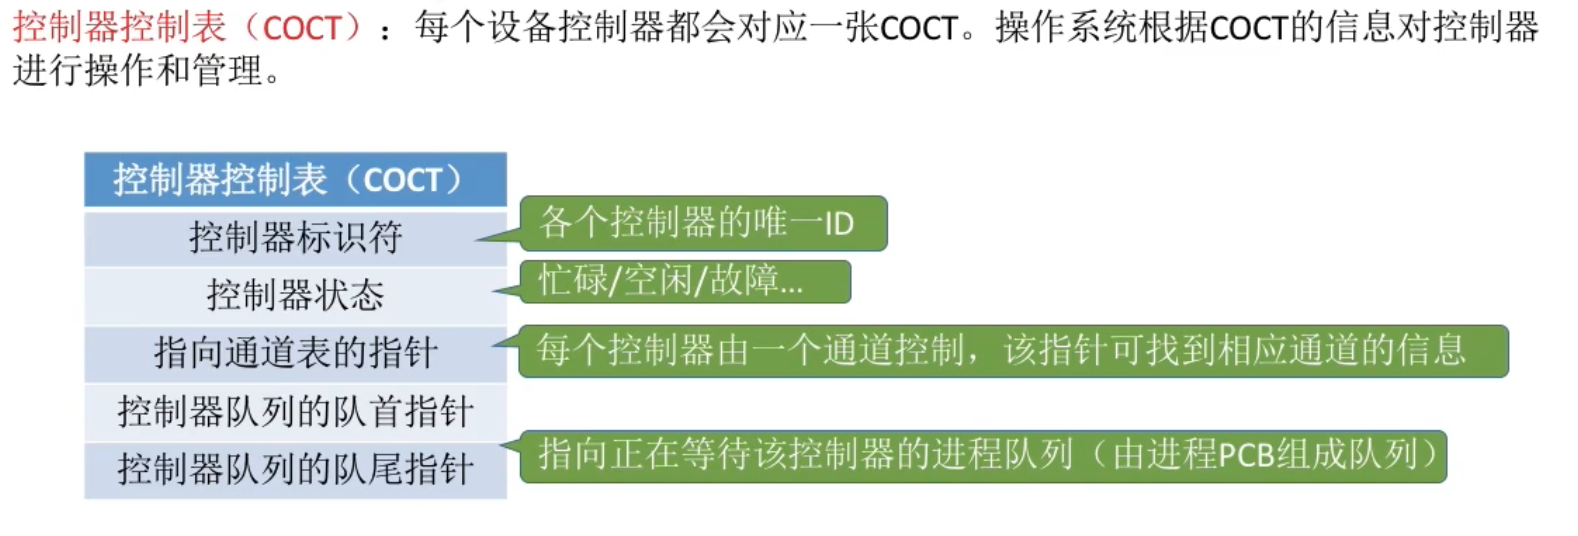 控制器控制表（COCT）：每个设备控制器都会对应一张COCT。操作系统根据COCT的信息对控制器
进行操作和管理。
控制器控制表（COCT）
控制器标识符
各个控制器的唯一ID
控制器状态
忙碌/空闲/故障...
指向通道表的指针
每个控制器由一个通道控制，该指针可找到相应通道的信息
控制器队列的队首指针
控制器队列的队尾指针
指向正在等待该控制器的进程队列（由进程PCB组成队列）